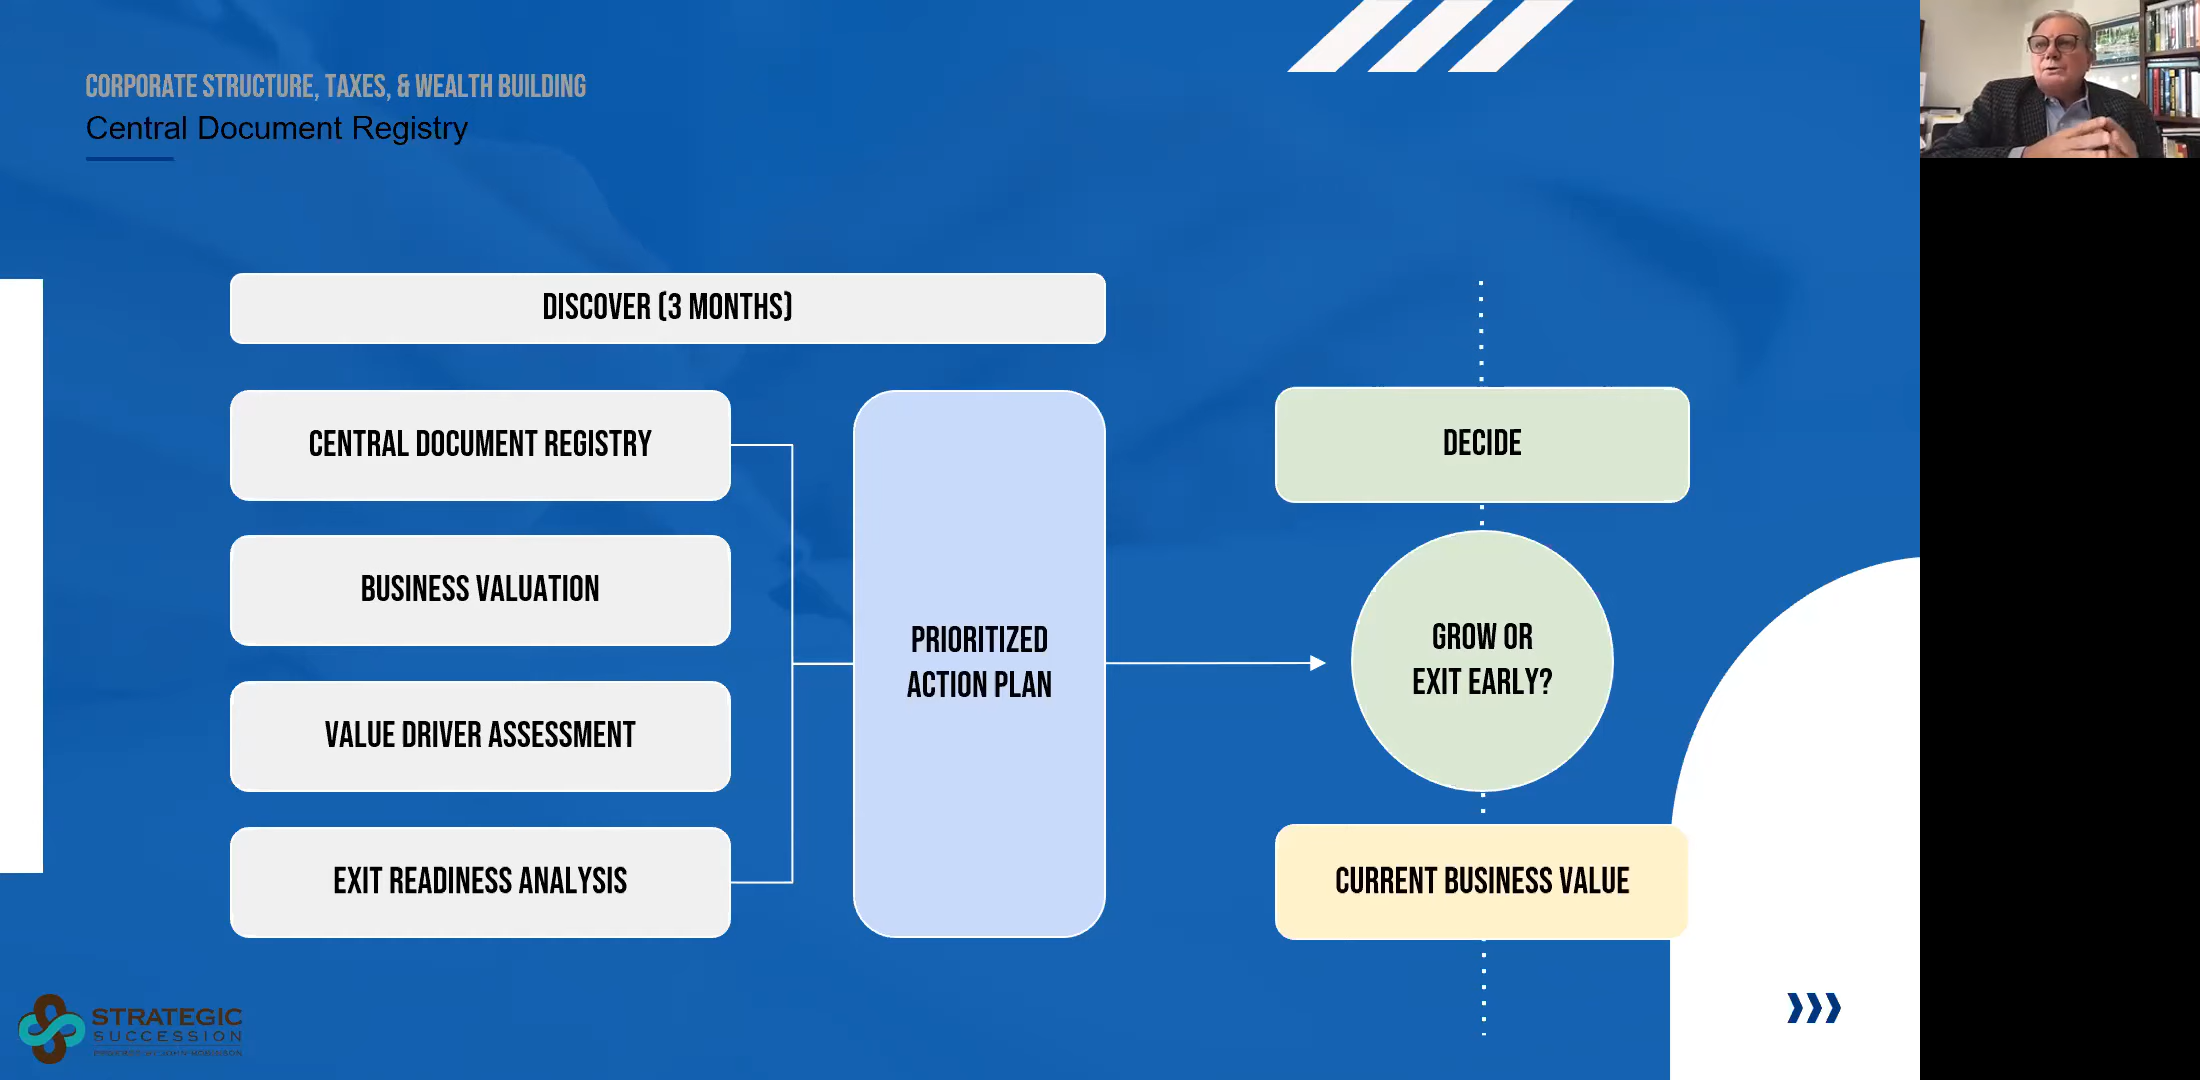 CORPORATE STRUCTURE, TAXES, & WEALTH BUILDING
Central Document Registry
DISCOVER (3 MONTHS)
CENTRAL DOCUMENT REGISTRY
BUSINESS VALUATION
VALUE DRIVER ASSESSMENT
EXIT READINESS ANALYSIS
PRIORITIZED
ACTION PLAN
DECIDE
GROW OR
EXIT EARLY?
CURRENT BUSINESS VALUE
STRATEGIC
SUCCESSION